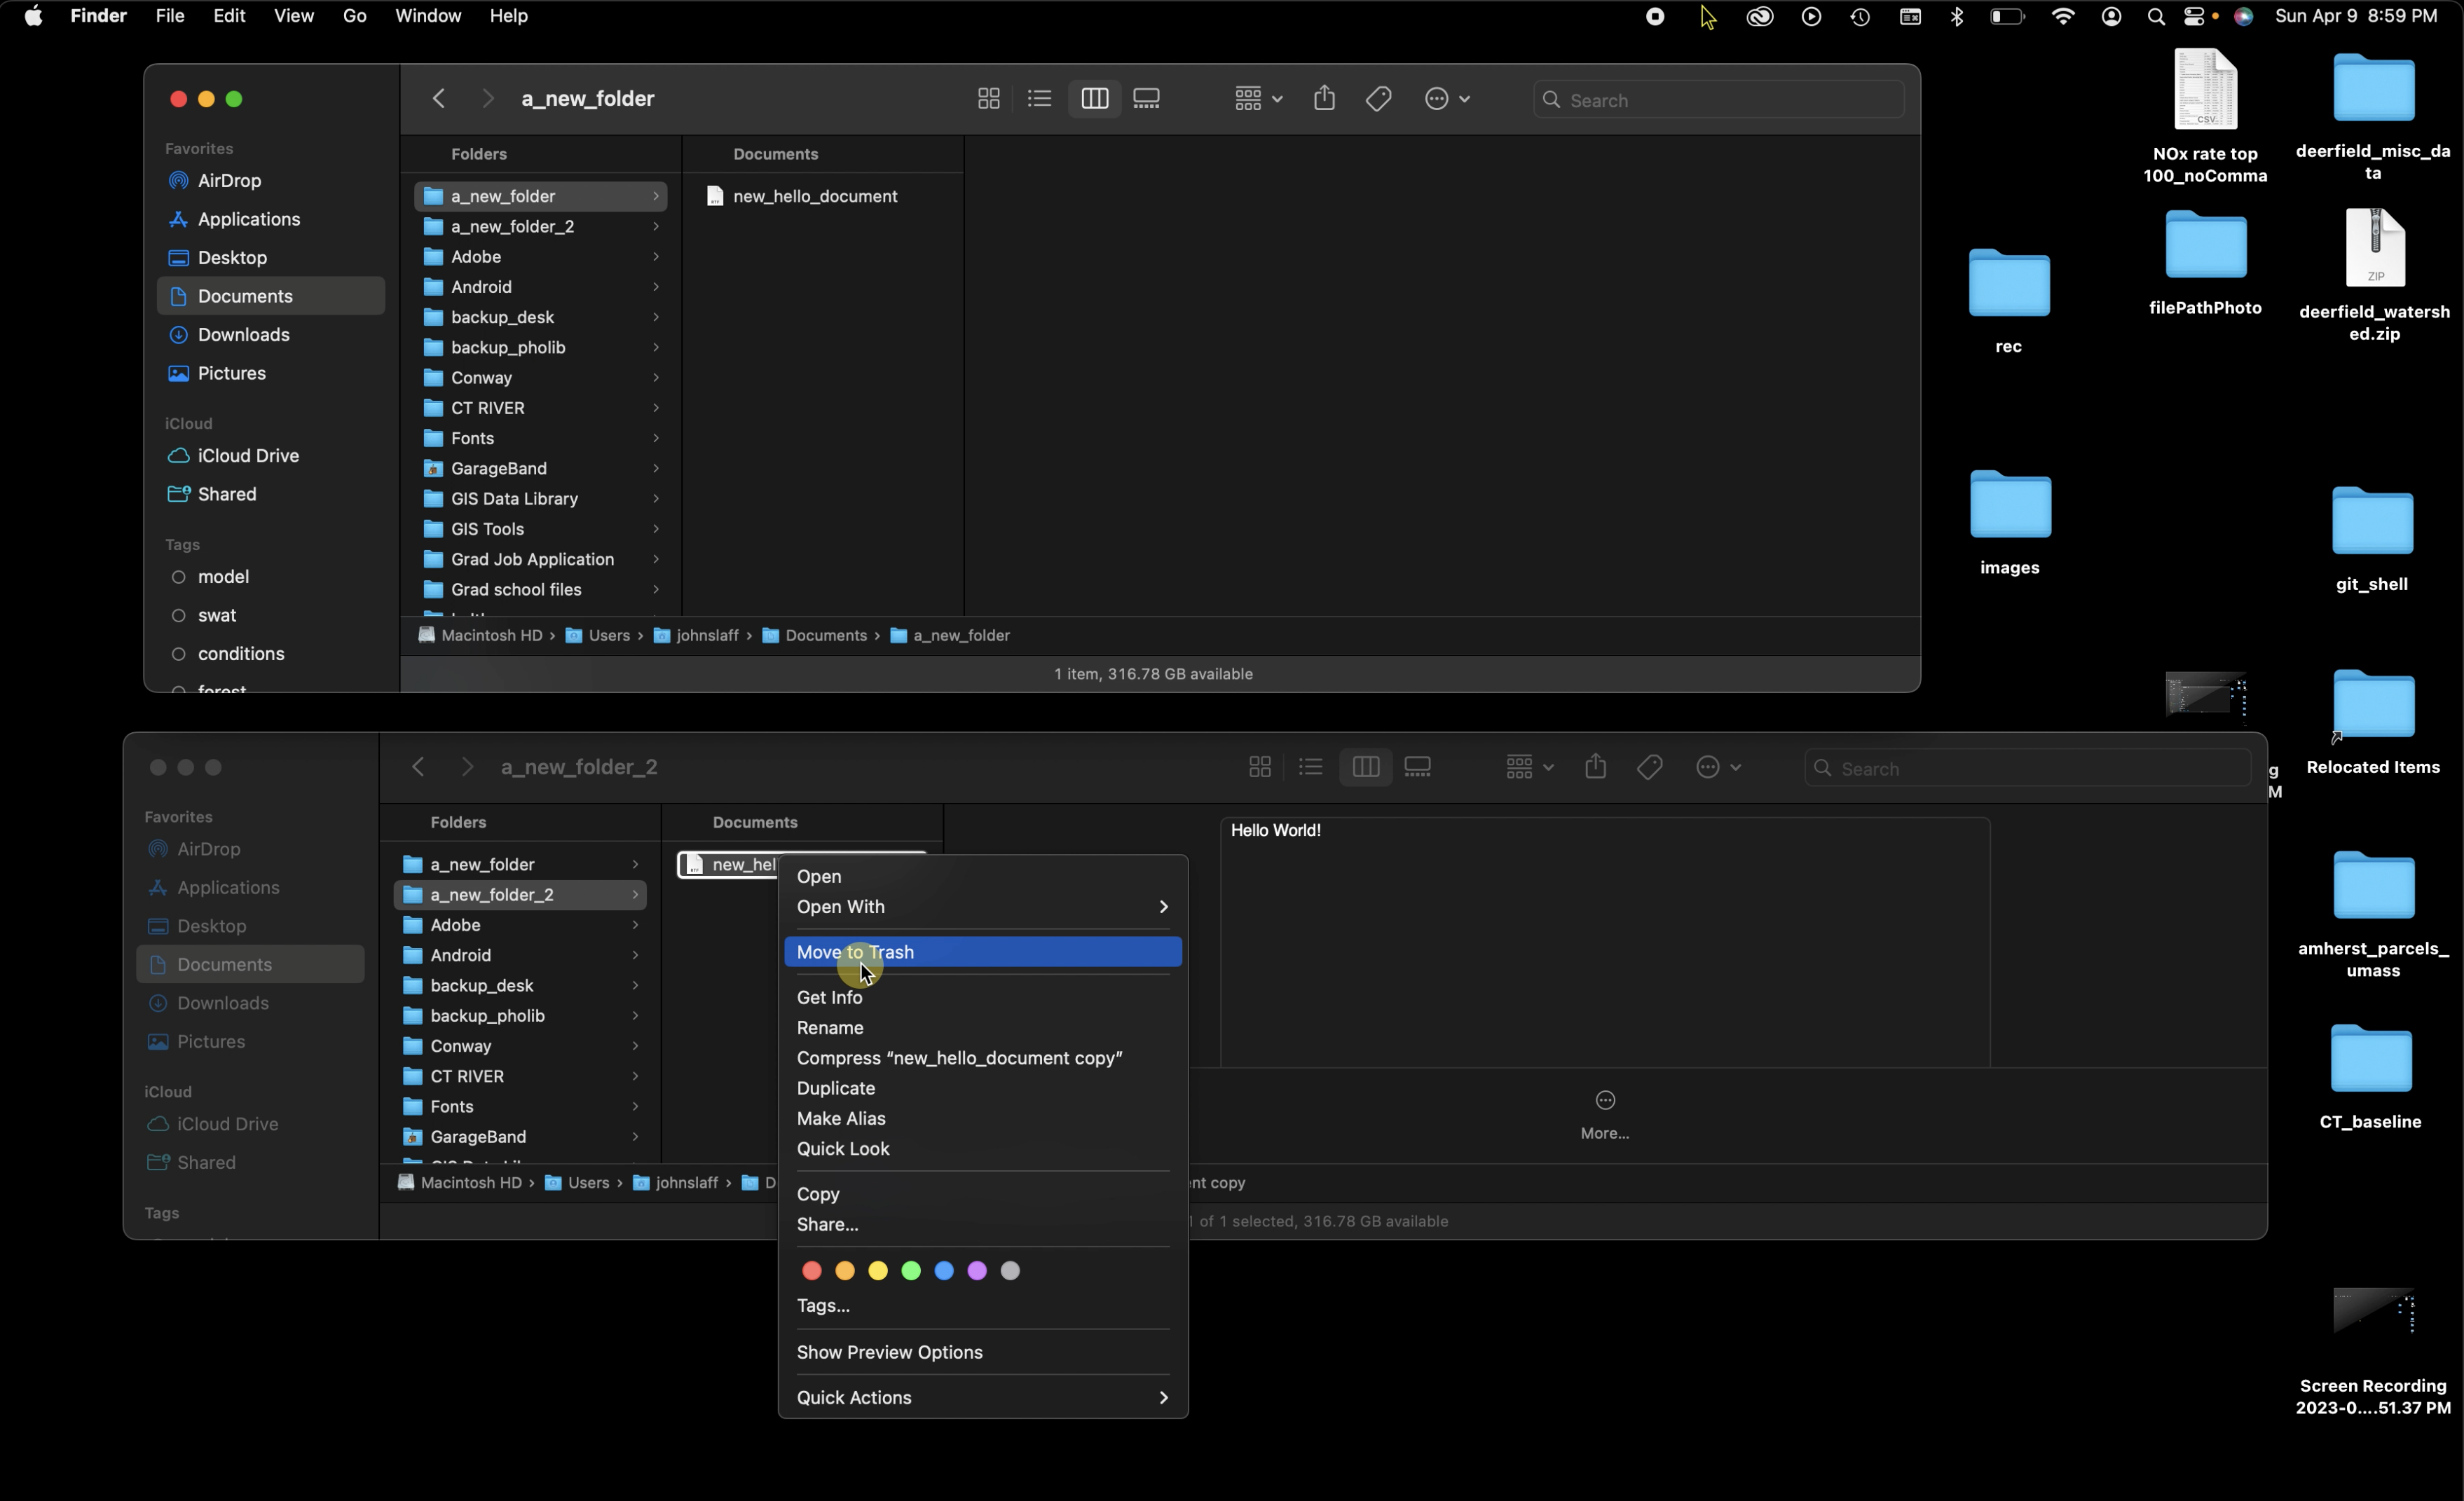 Finder File Edit View Go Window Help Sun Apr 9 8:59 PM
a_new_folder
Search
Favorites
AirDrop
Applications
Desktop
Documents
Downloads
Pictures
iCloud
iCloud Drive
Shared
Tags
model
swat
conditions
forest
Folders
a_new_folder
a_new_folder_2
Adobe
Android
backup_desk
backup_pholib
Conway
CT RIVER
Fonts
GarageBand
GIS Data Library
GIS Tools
Grad Job Application
Grad school files
Documents
new_hello_document
Macintosh HD › Users › johnslaff › Documents › a_new_folder
1 item, 316.78 GB available
CSV
NOx rate top
100_noComma
deerfield_misc_da
ta
rec
filePathPhoto
ZIP
deerfield_watersh
ed.zip
images
git_shell
g
M
Relocated Items
amherst_parcels_
umass
CT_baseline
Screen Recording
2023-0....51.37 PM
a_new_folder_2
Search
Favorites
AirDrop
Applications
Desktop
Documents
Downloads
Pictures
iCloud
iCloud Drive
Shared
Tags
Folders
a_new_folder
a_new_folder_2
Adobe
Android
backup_desk
backup_pholib
Conway
CT RIVER
Fonts
GarageBand
Documents
new_hel
Hello World!
More...
Macintosh HD › Users › johnslaff › D
nt copy
1 of 1 selected, 316.78 GB available
Open
Open With
Move to Trash
Get Info
Rename
Compress “new_hello_document copy”
Duplicate
Make Alias
Quick Look
Copy
Share...
Tags...
Show Preview Options
Quick Actions